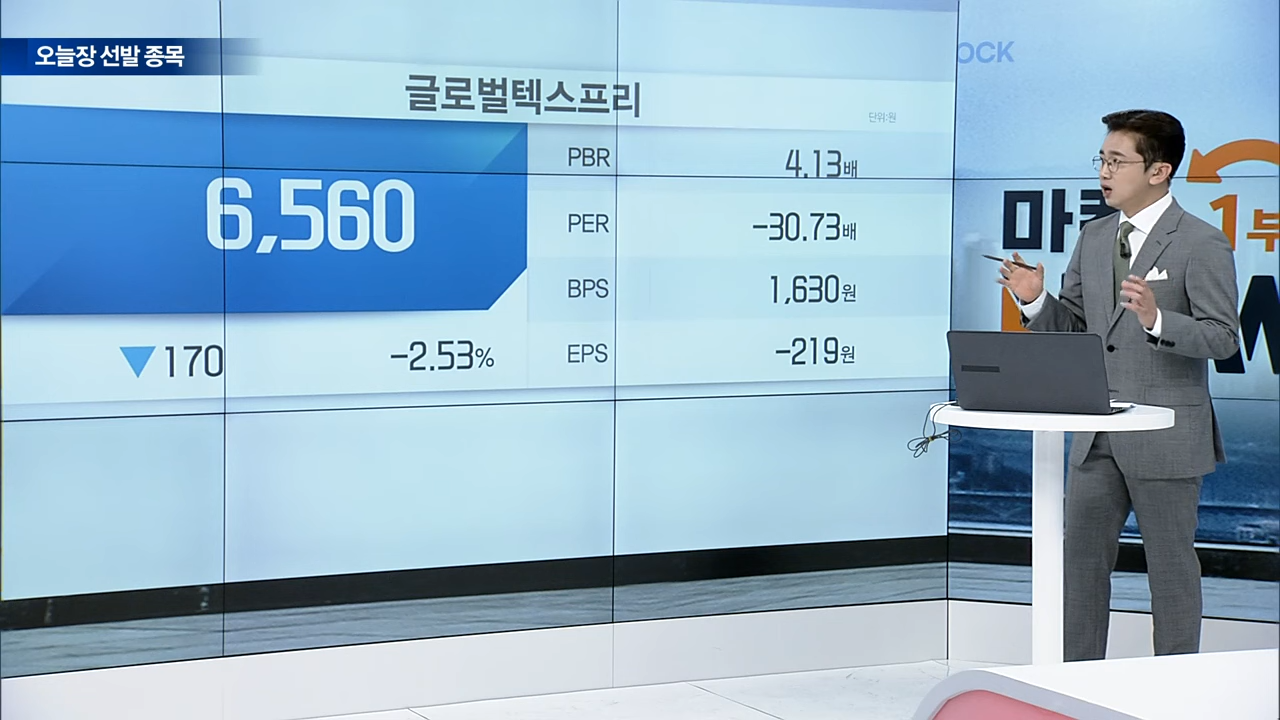 오늘장 선발 종목
글로벌텍스프리
단위:원
6,560
▼170 -2.53%
PBR 4.13배
PER -30.73배
BPS 1,630원
EPS -219원
OCK
1부